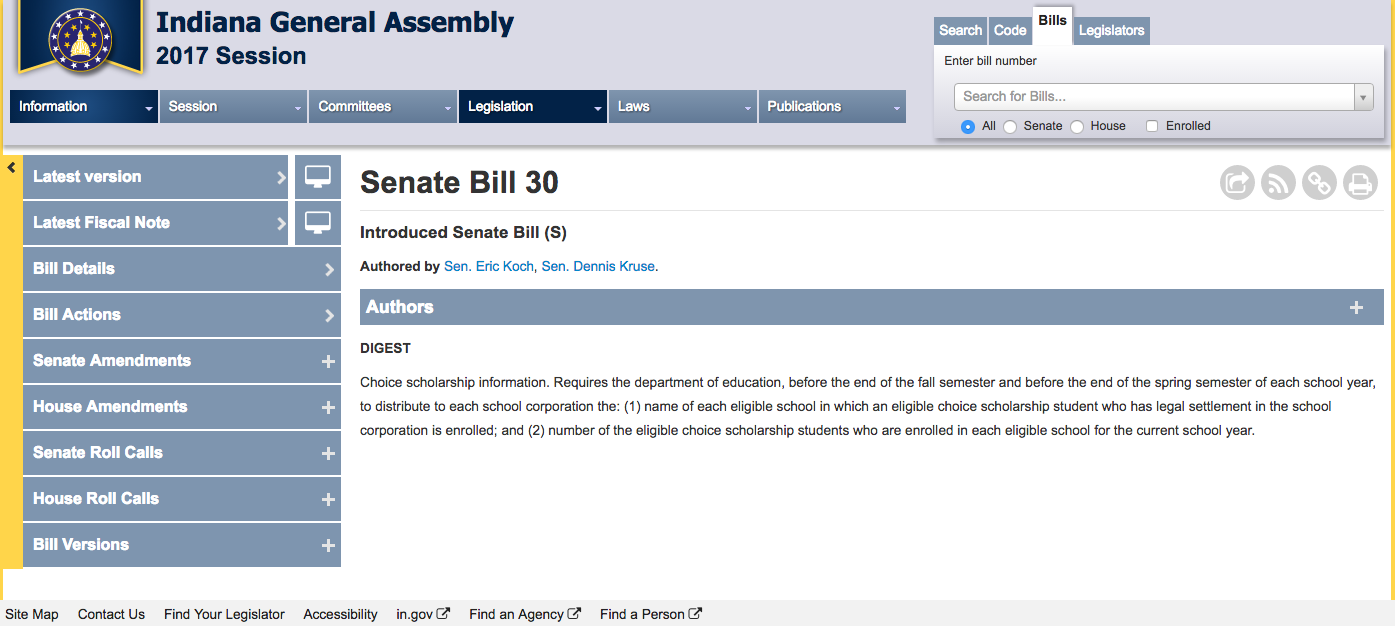 Indiana General Assembly
2017 Session
Search Code Bills Legislators
Enter bill number
Search for Bills...
All Senate House Enrolled
Information Session Committees Legislation Laws Publications
Latest version
Latest Fiscal Note
Bill Details
Bill Actions
Senate Amendments
House Amendments
Senate Roll Calls
House Roll Calls
Bill Versions
Senate Bill 30
Introduced Senate Bill (S)
Authored by Sen. Eric Koch, Sen. Dennis Kruse.
Authors
DIGEST
Choice scholarship information. Requires the department of education, before the end of the fall semester and before the end of the spring semester of each school year,
to distribute to each school corporation the: (1) name of each eligible school in which an eligible choice scholarship student who has legal settlement in the school
corporation is enrolled; and (2) number of the eligible choice scholarship students who are enrolled in each eligible school for the current school year.
Site Map Contact Us Find Your Legislator Accessibility in.gov Find an Agency Find a Person